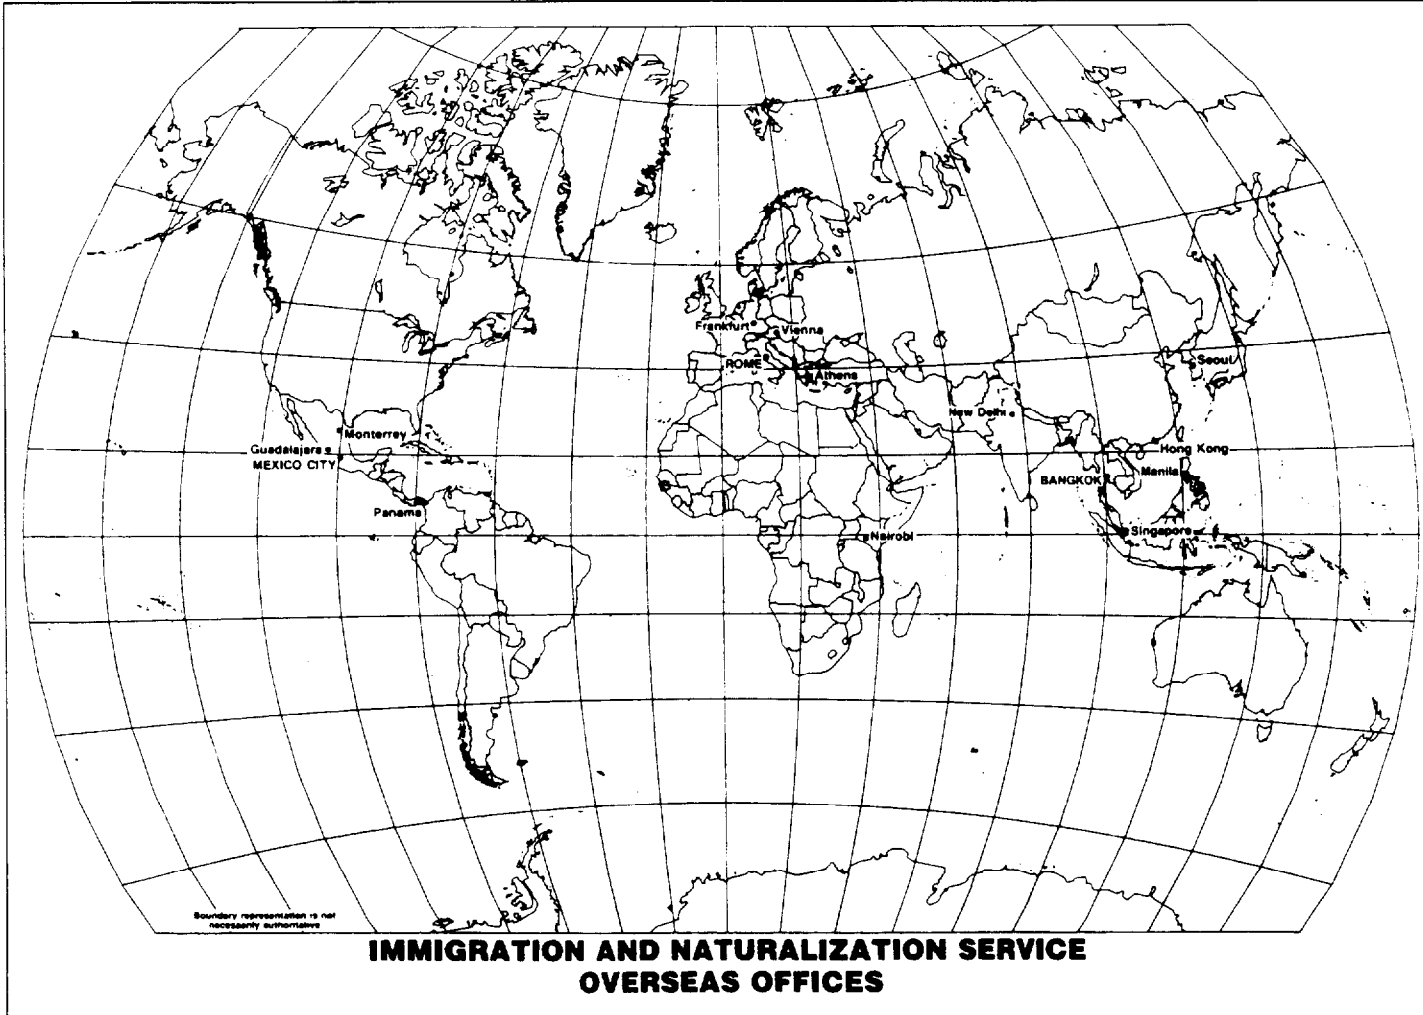 Frankfurt
Vienna
ROME
Athens
Seoul
New Delhi
Monterrey
Guadalajara
MEXICO CITY
Hong Kong
Manila
BANGKOK
Panama
Singapore
Nairobi
Boundary representation is not
necessarily authoritative
IMMIGRATION AND NATURALIZATION SERVICE
OVERSEAS OFFICES